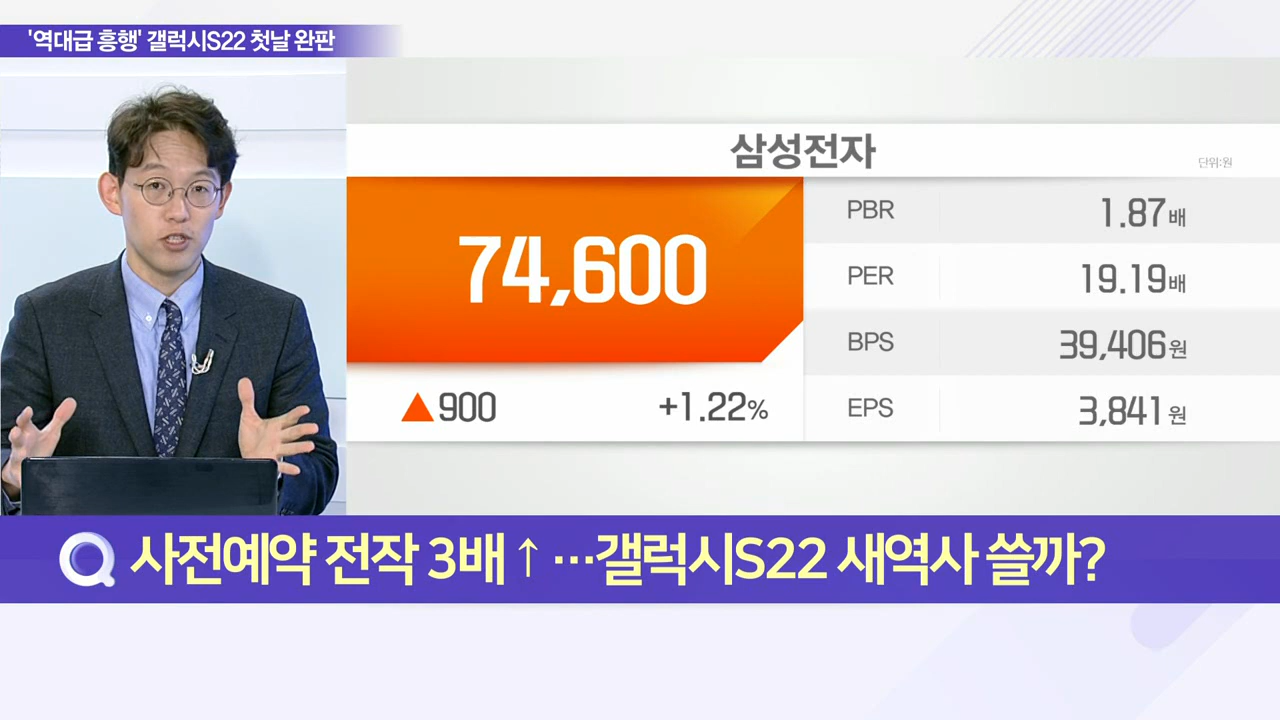 '역대급 흥행' 갤럭시S22 첫날 완판
삼성전자
단위:원
74,600
▲900 +1.22%
PBR 1.87배
PER 19.19배
BPS 39,406원
EPS 3,841원
사전예약 전작 3배↑…갤럭시S22 새역사 쓸까?